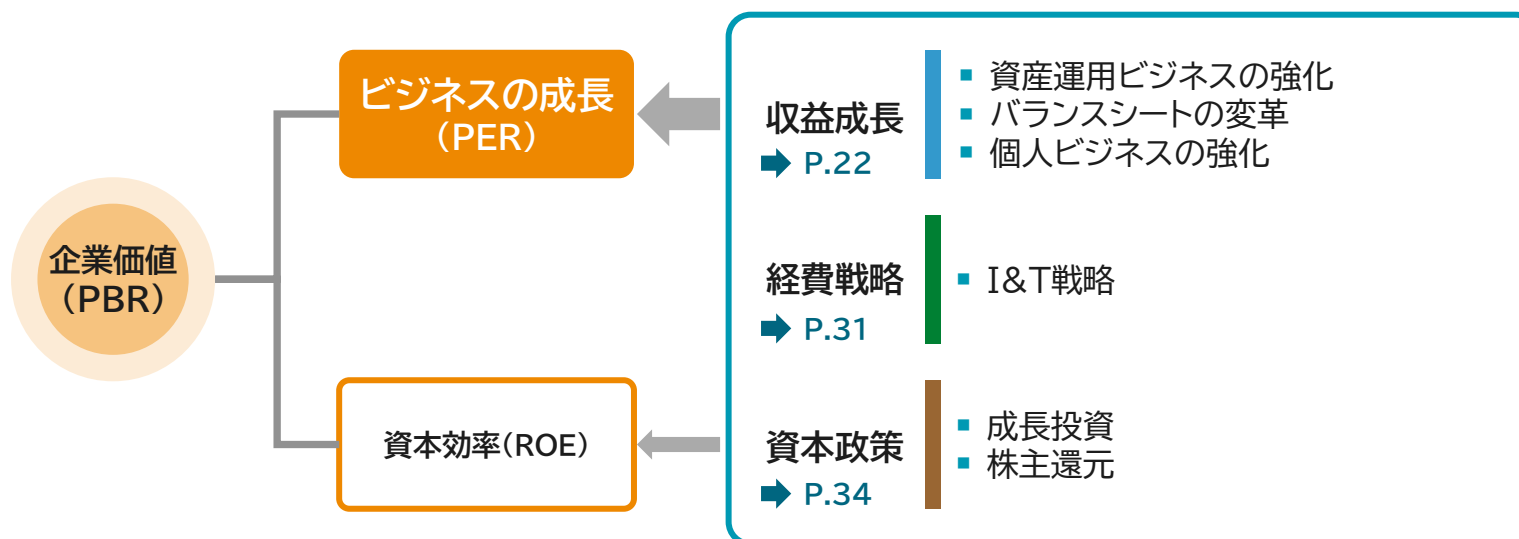 企業価値
(PBR)
ビジネスの成長
(PER)
資本効率(ROE)
収益成長
➡ P.22
▪ 資産運用ビジネスの強化
▪ バランスシートの変革
▪ 個人ビジネスの強化
経費戦略
➡ P.31
▪ I&T戦略
資本政策
➡ P.34
▪ 成長投資
▪ 株主還元